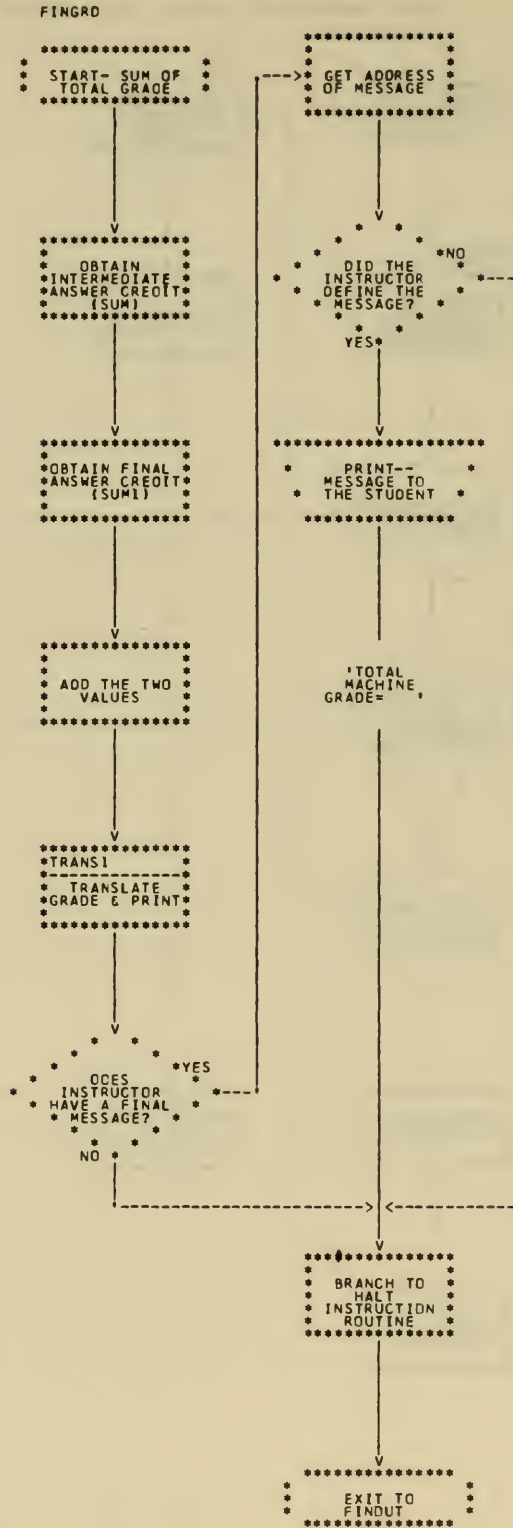 FINGRD
START- SUM OF
TOTAL GRADE
OBTAIN
INTERMEDIATE
ANSWER CREDIT
(SUM)
OBTAIN FINAL
ANSWER CREDIT
(SUM1)
ADD THE TWO
VALUES
TRANS1
TRANSLATE
GRADE & PRINT
DOES
INSTRUCTOR
HAVE A FINAL
MESSAGE?
YES
NO
GET ADDRESS
OF MESSAGE
DID THE
INSTRUCTOR
DEFINE THE
MESSAGE?
NO
YES
PRINT--
MESSAGE TO
THE STUDENT
'TOTAL
MACHINE
GRADE= '
BRANCH TO
HALT
INSTRUCTION
ROUTINE
EXIT TO
FINDUT